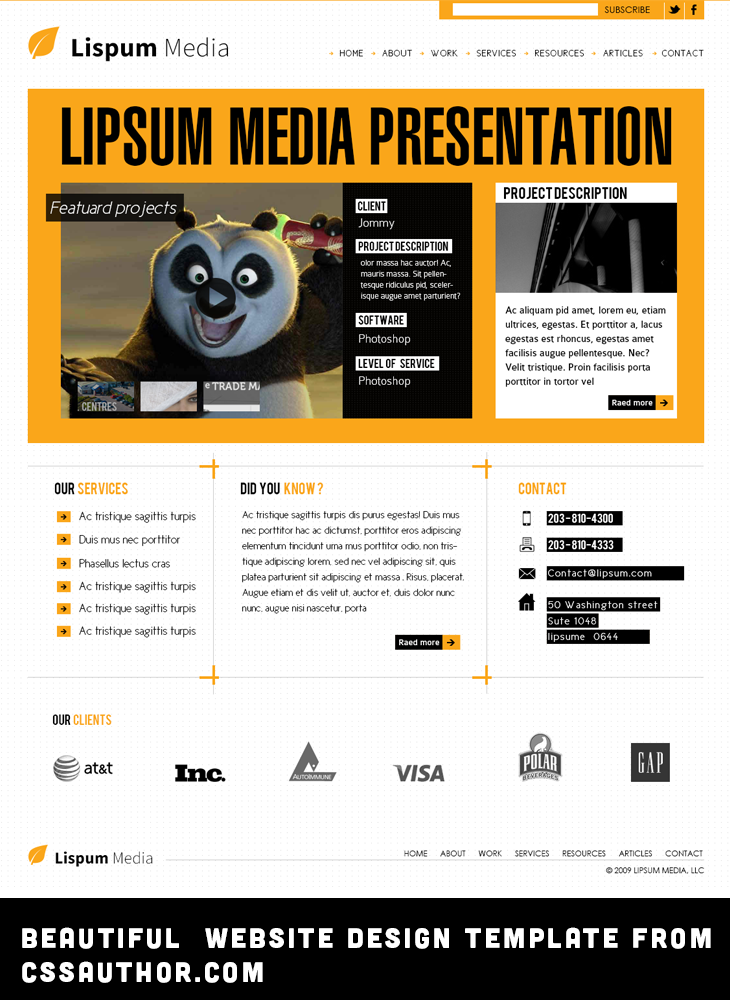 SUBSCRIBE
Lispum Media
HOME ABOUT WORK SERVICES RESOURCES ARTICLES CONTACT
LIPSUM MEDIA PRESENTATION
Featuard projects
CENTRES
e TRADE MA
CLIENT
Jommy
PROJECT DESCRIPTION
olor massa hac auctor! Ac,
mauris massa. Sit pellen-
tesque ridiculus pid, sceler-
isque augue amet parturient?
SOFTWARE
Photoshop
LEVEL OF SERVICE
Photoshop
PROJECT DESCRIPTION
Ac aliquam pid amet, lorem eu, etiam
ultrices, egestas. Et porttitor a, lacus
egestas est rhoncus, egestas amet
facilisis augue pellentesque. Nec?
Velit tristique. Proin facilisis porta
porttitor in tortor vel
Raed more
OUR SERVICES
Ac tristique sagittis turpis
Duis mus nec porttitor
Phasellus lectus cras
Ac tristique sagittis turpis
Ac tristique sagittis turpis
Ac tristique sagittis turpis
DID YOU KNOW?
Ac tristique sagittis turpis dis purus egestas! Duis mus
nec porttitor hac ac dictumst, porttitor eros adipiscing
elementum tincidunt urna mus porttitor odio, non tris-
tique adipiscing lorem, sed nec vel adipiscing sit, quis
platea parturient sit adipiscing et massa . Risus, placerat,
Augue etiam et dis velit ut, auctor et, duis dolor nunc
nunc, augue nisi nascetur, porta
Raed more
CONTACT
203-810-4300
203-810-4333
Contact@lipsum.com
50 Washington street
Sute 1048
lipsume 0644
OUR CLIENTS
at&t
Inc.
AUTOIMMUNE
VISA
POLAR
BEVERAGES
GAP
Lispum Media
HOME ABOUT WORK SERVICES RESOURCES ARTICLES CONTACT
© 2009 LIPSUM MEDIA, LLC
BEAUTIFUL WEBSITE DESIGN TEMPLATE FROM
CSSAUTHOR.COM